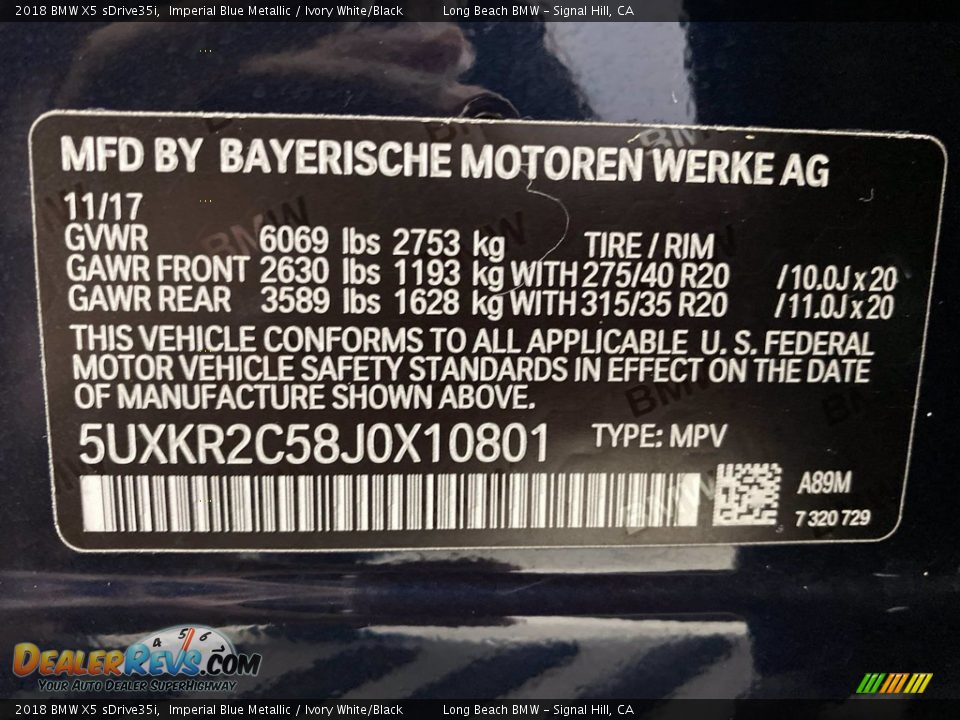 2018 BMW X5 sDrive35i, Imperial Blue Metallic / Ivory White/Black Long Beach BMW - Signal Hill, CA
MFD BY BAYERISCHE MOTOREN WERKE AG
11/17
GVWR 6069 lbs 2753 kg TIRE / RIM
GAWR FRONT 2630 lbs 1193 kg WITH 275/40 R20 /10.0J x 20
GAWR REAR 3589 lbs 1628 kg WITH 315/35 R20 /11.0J x 20
THIS VEHICLE CONFORMS TO ALL APPLICABLE U. S. FEDERAL
MOTOR VEHICLE SAFETY STANDARDS IN EFFECT ON THE DATE
OF MANUFACTURE SHOWN ABOVE.
5UXKR2C58J0X10801 TYPE: MPV
A89M
7 320 729
4 5 6 7
DEALERREVS.COM
YOUR AUTO DEALER SUPERHIGHWAY
2018 BMW X5 sDrive35i, Imperial Blue Metallic / Ivory White/Black Long Beach BMW - Signal Hill, CA